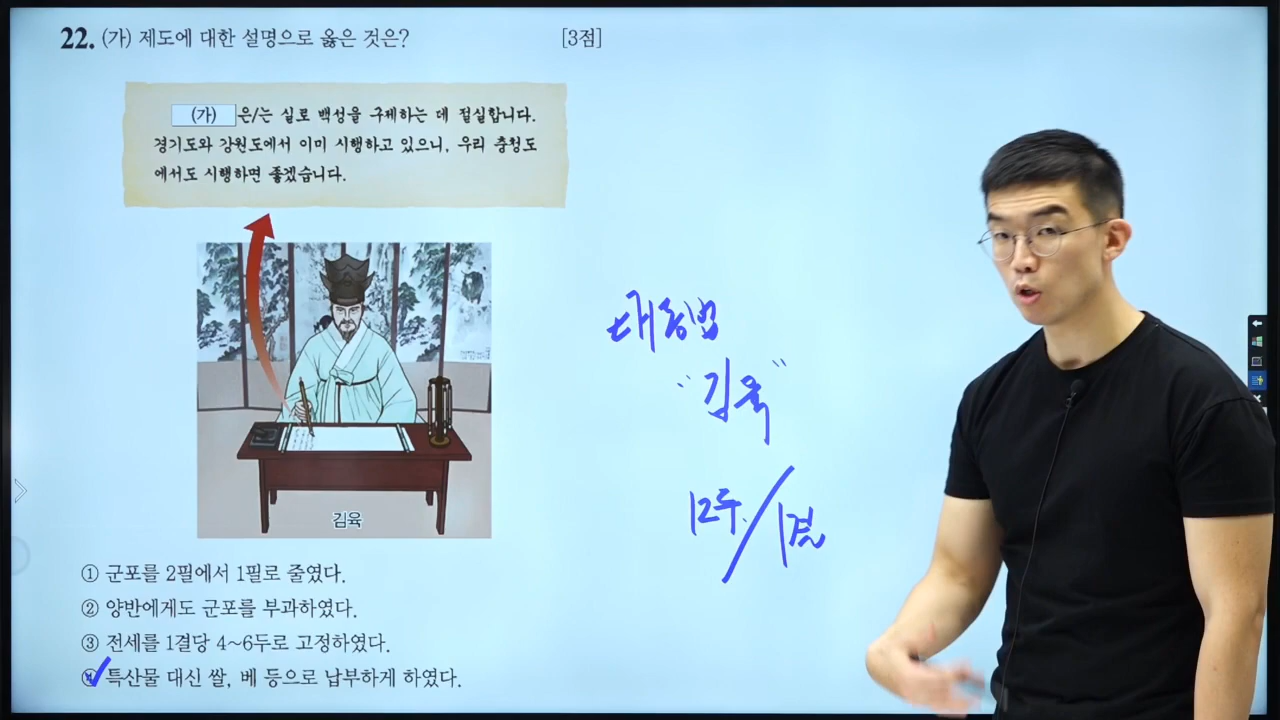 22. (가) 제도에 대한 설명으로 옳은 것은? [3점]
(가) 은/는 실로 백성을 구제하는 데 절실합니다.
경기도와 강원도에서 이미 시행하고 있으니, 우리 충청도
에서도 시행하면 좋겠습니다.
김육
① 군포를 2필에서 1필로 줄였다.
② 양반에게도 군포를 부과하였다.
③ 전세를 1결당 4~6두로 고정하였다.
④ 특산물 대신 쌀, 베 등으로 납부하게 하였다.
대동법
"김육"
12두/1결